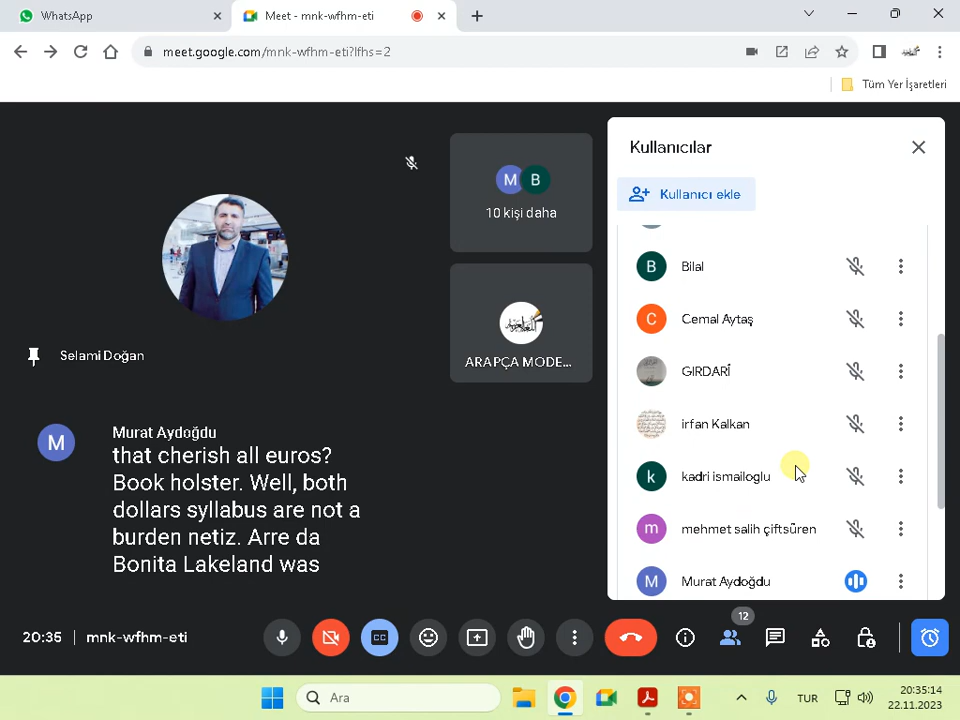 WhatsApp
Meet - mnk-wfhm-eti
meet.google.com/mnk-wfhm-eti?lfhs=2
Tüm Yer İşaretleri
Kullanıcılar
Kullanıcı ekle
M B
10 kişi daha
Bilal
Cemal Aytaş
GIRDARÎ
irfan Kalkan
kadri ismailoglu
mehmet salih çiftsüren
Murat Aydoğdu
B
C
k
m
M
ARAPÇA MODE...
Selami Doğan
M
Murat Aydoğdu
that cherish all euros?
Book holster. Well, both
dollars syllabus are not a
burden netiz. Arre da
Bonita Lakeland was
20:35 | mnk-wfhm-eti
CC
12
Ara
TUR
20:35:14
22.11.2023